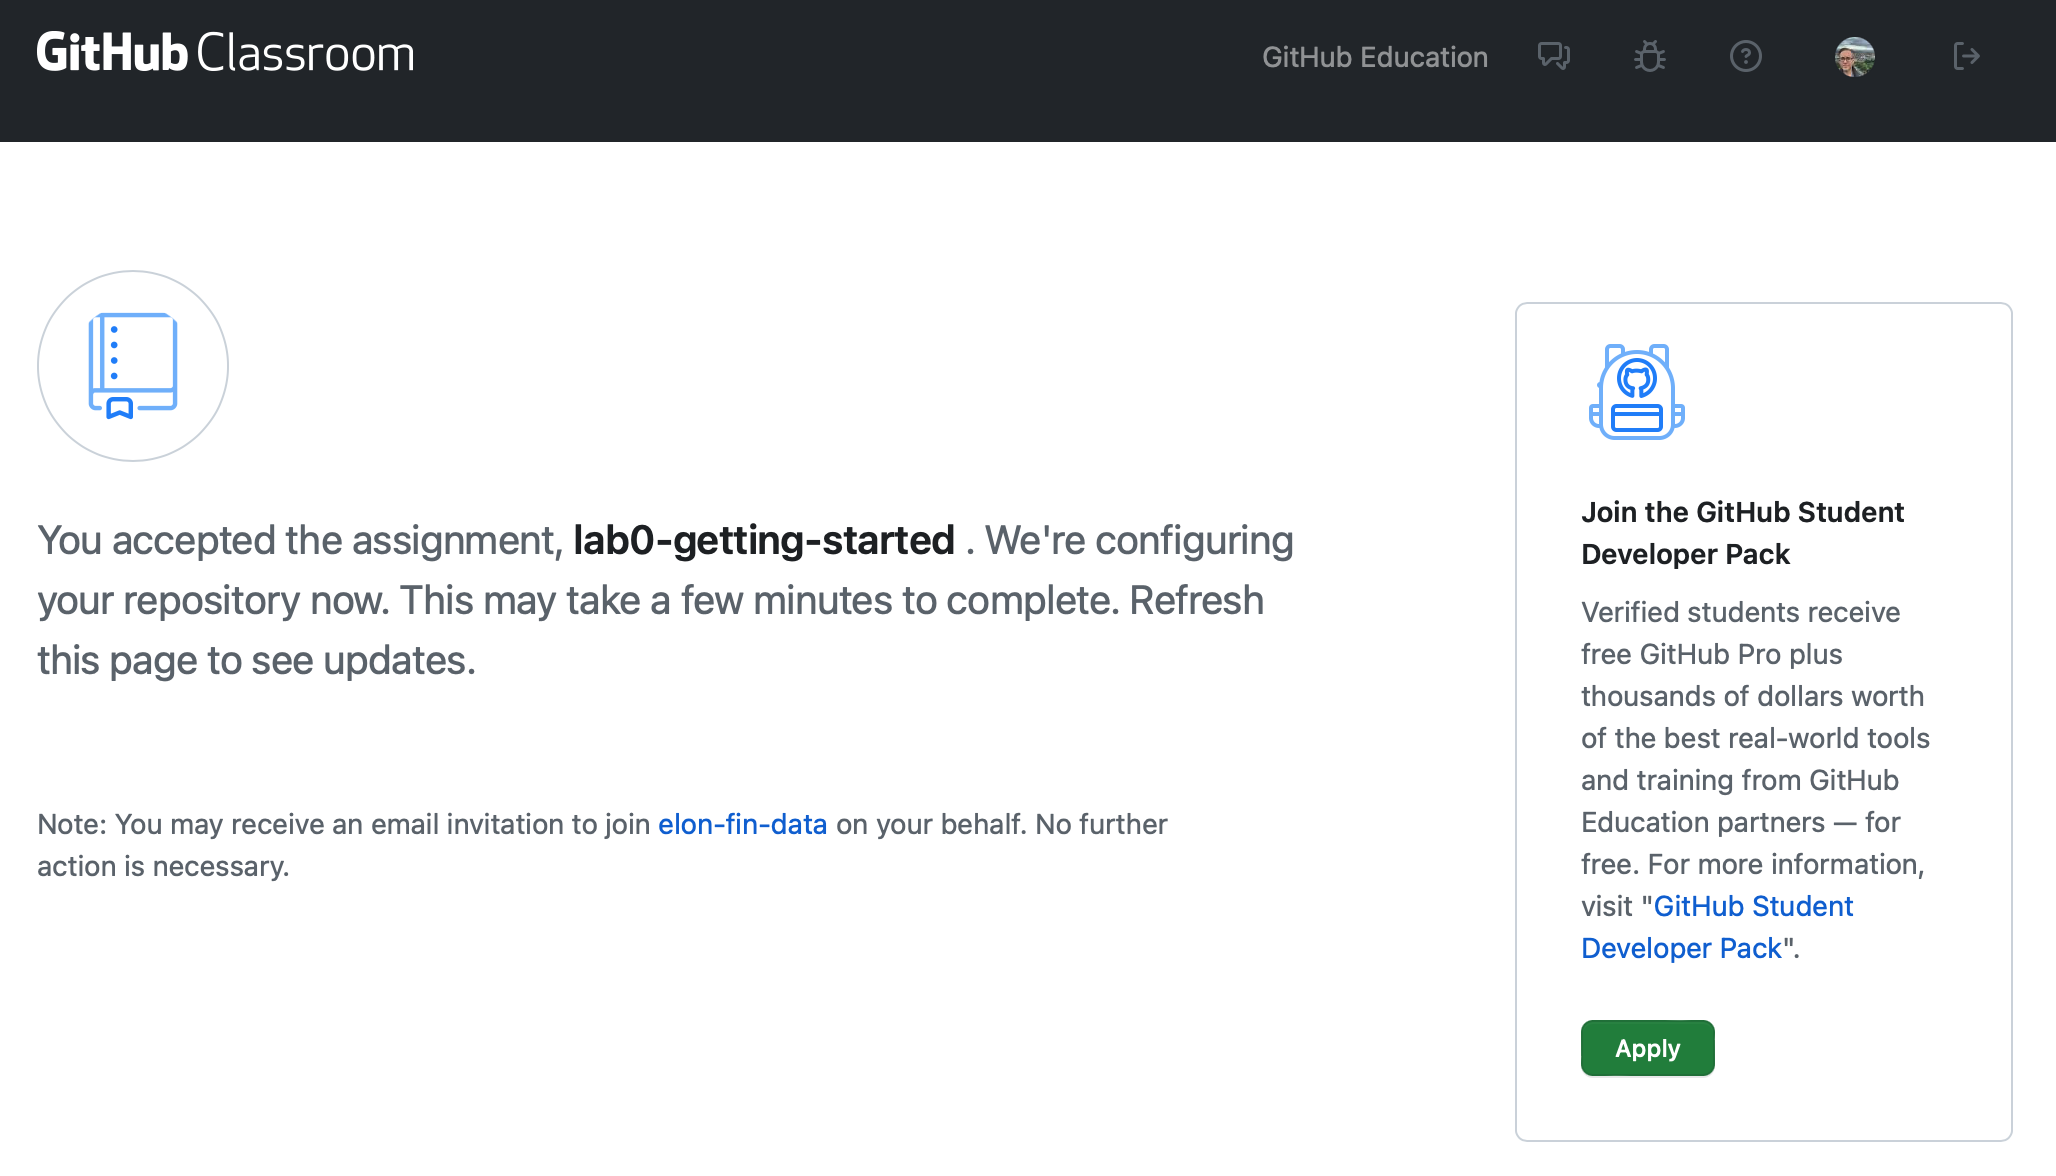 GitHub Classroom
GitHub Education
You accepted the assignment, lab0-getting-started . We're configuring
your repository now. This may take a few minutes to complete. Refresh
this page to see updates.
Note: You may receive an email invitation to join elon-fin-data on your behalf. No further
action is necessary.
Join the GitHub Student
Developer Pack
Verified students receive
free GitHub Pro plus
thousands of dollars worth
of the best real-world tools
and training from GitHub
Education partners — for
free. For more information,
visit "GitHub Student
Developer Pack".
Apply